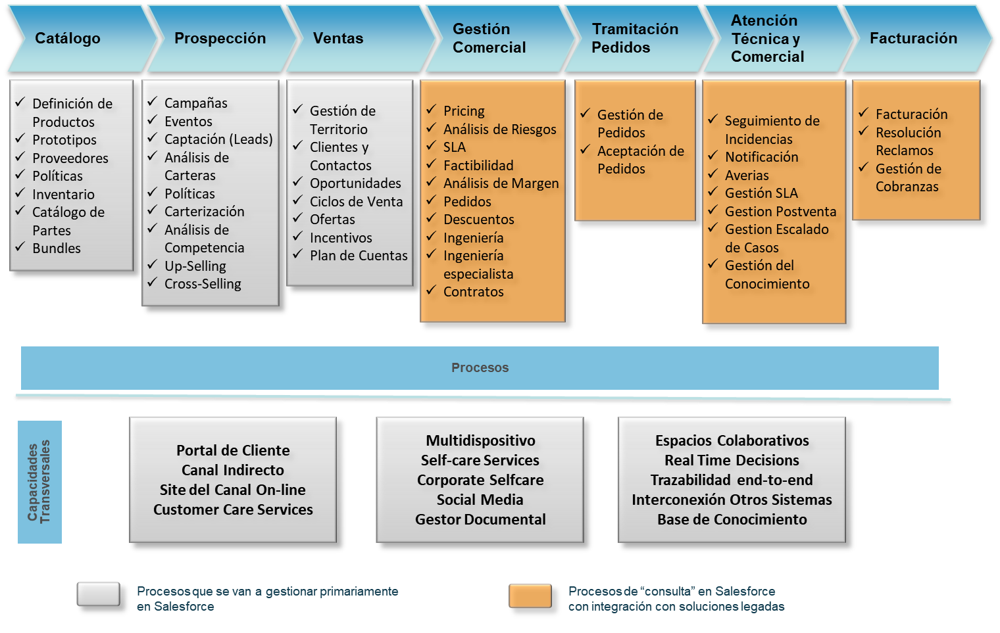 Catálogo
Prospección
Ventas
Gestión
Comercial
Tramitación
Pedidos
Atención
Técnica y
Comercial
Facturación
Definición de
Productos
Prototipos
Proveedores
Políticas
Inventario
Catálogo de
Partes
Bundles
Campañas
Eventos
Captación (Leads)
Análisis de
Carteras
Políticas
Carterización
Análisis de
Competencia
Up-Selling
Cross-Selling
Gestión de
Territorio
Clientes y
Contactos
Oportunidades
Ciclos de Venta
Ofertas
Incentivos
Plan de Cuentas
Pricing
Análisis de Riesgos
SLA
Factibilidad
Análisis de Margen
Pedidos
Descuentos
Ingeniería
Ingeniería
especialista
Contratos
Gestión de
Pedidos
Aceptación de
Pedidos
Seguimiento de
Incidencias
Notificación
Averias
Gestión SLA
Gestion Postventa
Gestion Escalado
de Casos
Gestión del
Conocimiento
Facturación
Resolución
Reclamos
Gestión de
Cobranzas
Procesos
Capacidades
Transversales
Portal de Cliente
Canal Indirecto
Site del Canal On-line
Customer Care Services
Multidispositivo
Self-care Services
Corporate Selfcare
Social Media
Gestor Documental
Espacios Colaborativos
Real Time Decisions
Trazabilidad end-to-end
Interconexión Otros Sistemas
Base de Conocimiento
Procesos que se van a gestionar primariamente
en Salesforce
Procesos de “consulta” en Salesforce
con integración con soluciones legadas